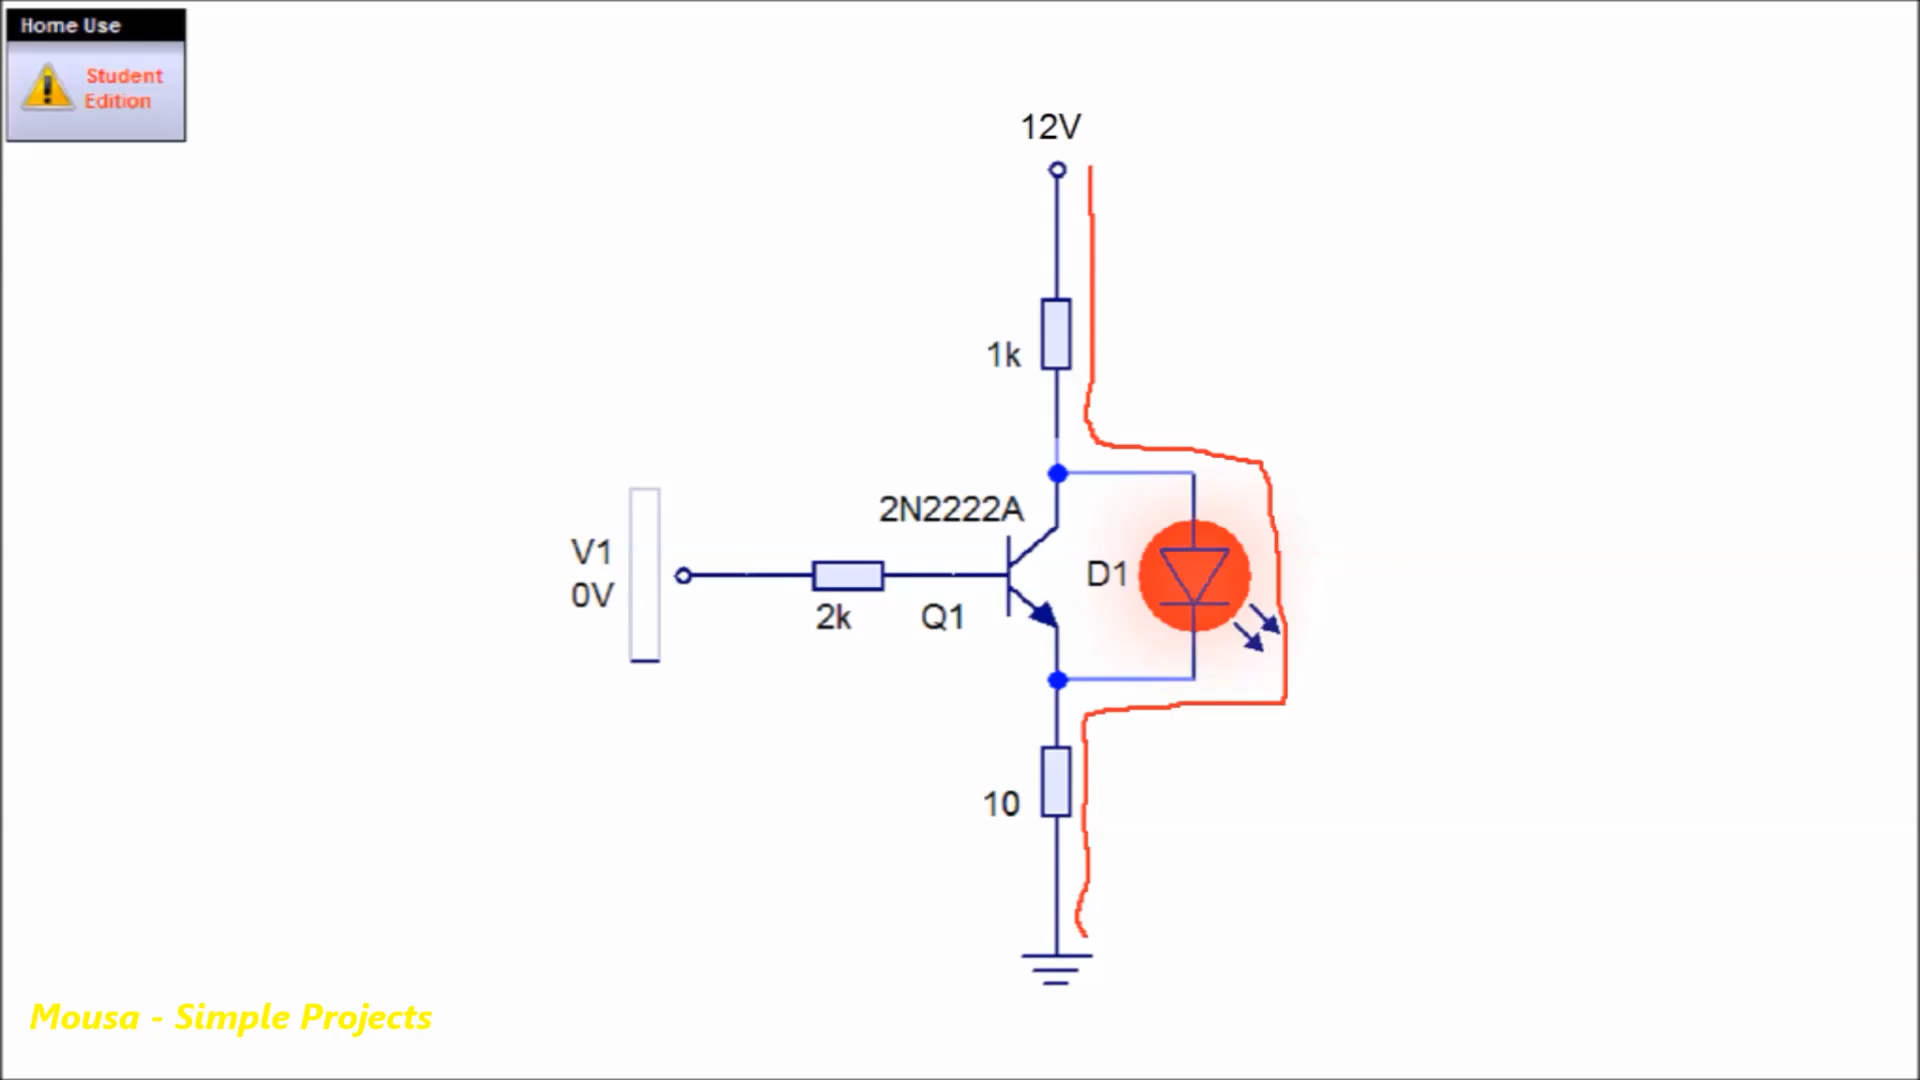 Home Use
Student
Edition
12V
1k
2N2222A
V1
0V
D1
2k
Q1
10
Mousa - Simple Projects